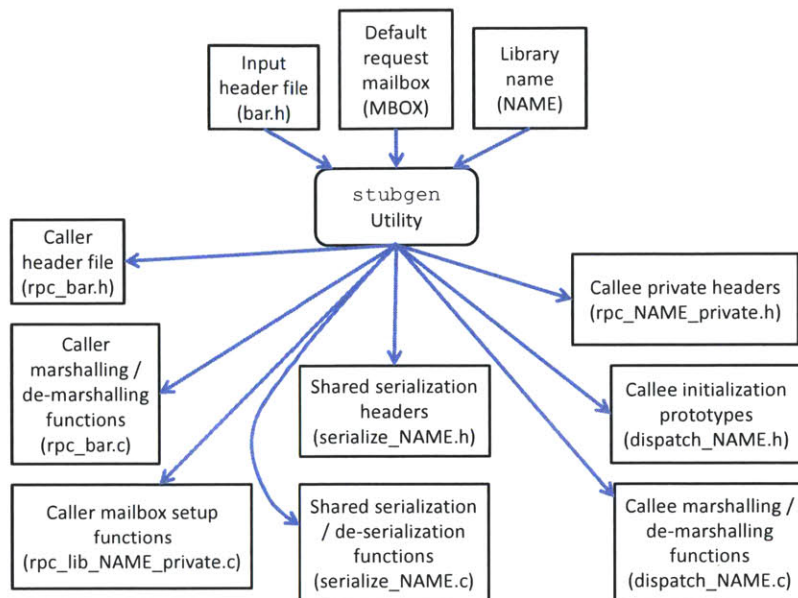 Input
header file
(bar.h)
Default
request
mailbox
(MBOX)
Library
name
(NAME)
stubgen
Utility
Caller
header file
(rpc_bar.h)
Callee private headers
(rpc_NAME_private.h)
Caller
marshalling /
de-marshalling
functions
(rpc_bar.c)
Shared serialization
headers
(serialize_NAME.h)
Callee initialization
prototypes
(dispatch_NAME.h)
Caller mailbox setup
functions
(rpc_lib_NAME_private.c)
Shared serialization
/ de-serialization
functions
(serialize_NAME.c)
Callee marshalling /
de-marshalling
functions
(dispatch_NAME.c)